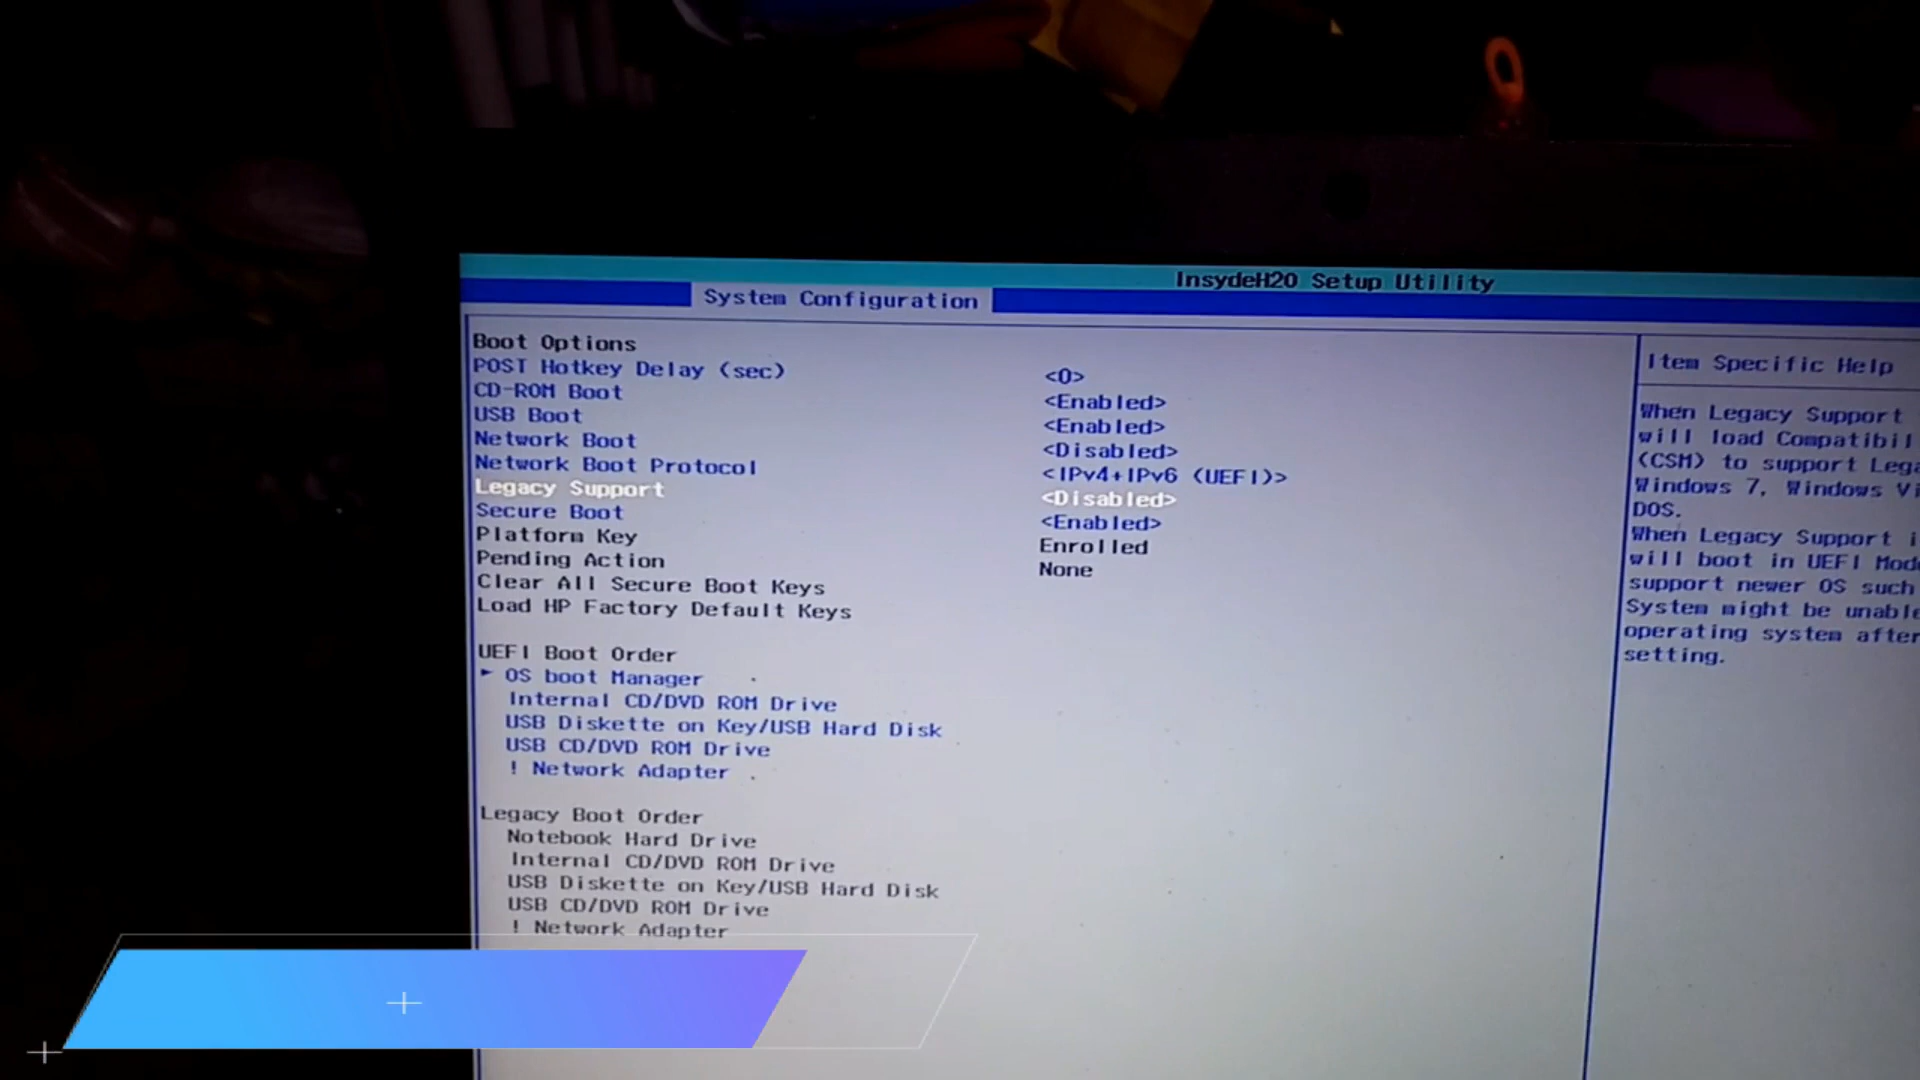 InsydeH20 Setup Utility
System Configuration
Boot Options
POST Hotkey Delay (sec) <0>
CD-ROM Boot <Enabled>
USB Boot <Enabled>
Network Boot <Disabled>
Network Boot Protocol <IPv4+IPv6 (UEFI)>
Legacy Support <Disabled>
Secure Boot <Enabled>
Platform Key Enrolled
Pending Action None
Clear All Secure Boot Keys
Load HP Factory Default Keys
UEFI Boot Order
► OS boot Manager
Internal CD/DVD ROM Drive
USB Diskette on Key/USB Hard Disk
USB CD/DVD ROM Drive
! Network Adapter
Legacy Boot Order
Notebook Hard Drive
Internal CD/DVD ROM Drive
USB Diskette on Key/USB Hard Disk
USB CD/DVD ROM Drive
! Network Adapter
Item Specific Help
When Legacy Support
will load Compatibil
(CSM) to support Lega
Windows 7, Windows Vi
DOS.
When Legacy Support i
will boot in UEFI Mod
support newer OS such
System might be unable
operating system after
setting.